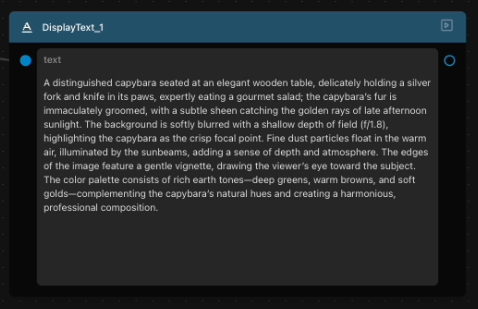 DisplayText_1
text
A distinguished capybara seated at an elegant wooden table, delicately holding a silver
fork and knife in its paws, expertly eating a gourmet salad; the capybara's fur is
immaculately groomed, with a subtle sheen catching the golden rays of late afternoon
sunlight. The background is softly blurred with a shallow depth of field (f/1.8),
highlighting the capybara as the crisp focal point. Fine dust particles float in the warm
air, illuminated by the sunbeams, adding a sense of depth and atmosphere. The edges
of the image feature a gentle vignette, drawing the viewer's eye toward the subject.
The color palette consists of rich earth tones—deep greens, warm browns, and soft
golds—complementing the capybara's natural hues and creating a harmonious,
professional composition.